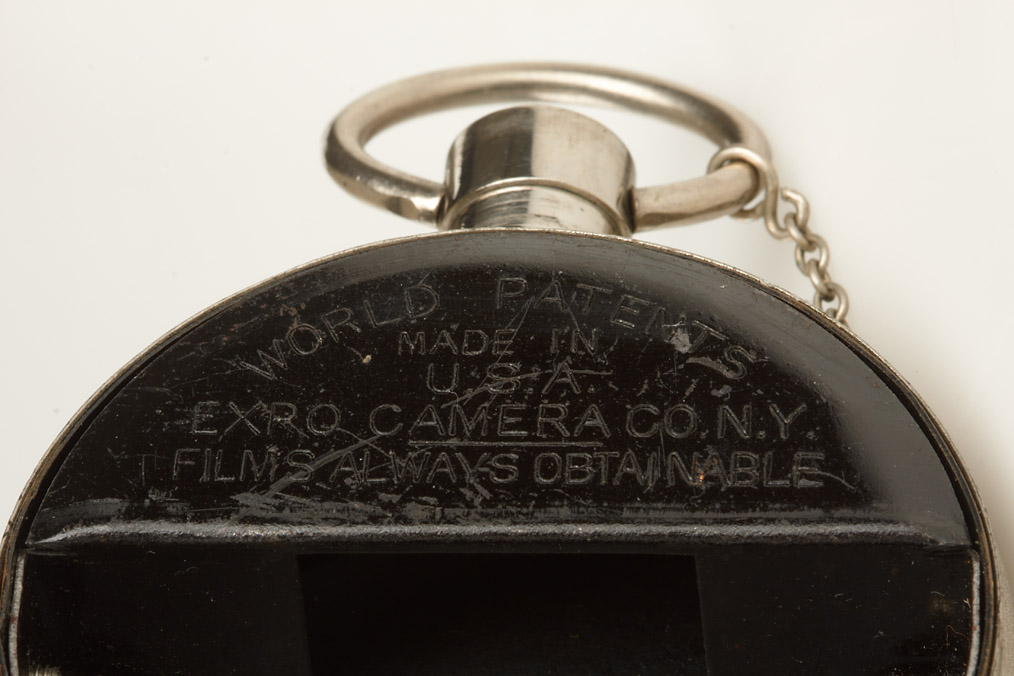 WORLD PATENTS
MADE IN
U.S.A.
EXPO CAMERA CO. N.Y.
FILMS ALWAYS OBTAINABLE